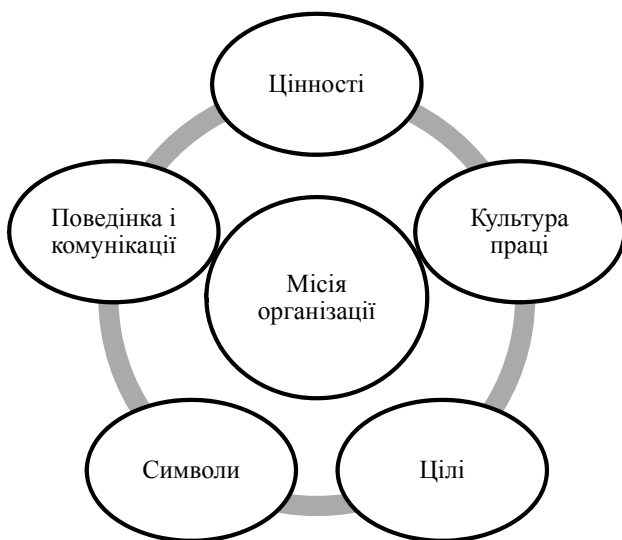 Цінності
Поведінка і
комунікації
Культура
праці
Місія
організації
Символи
Цілі